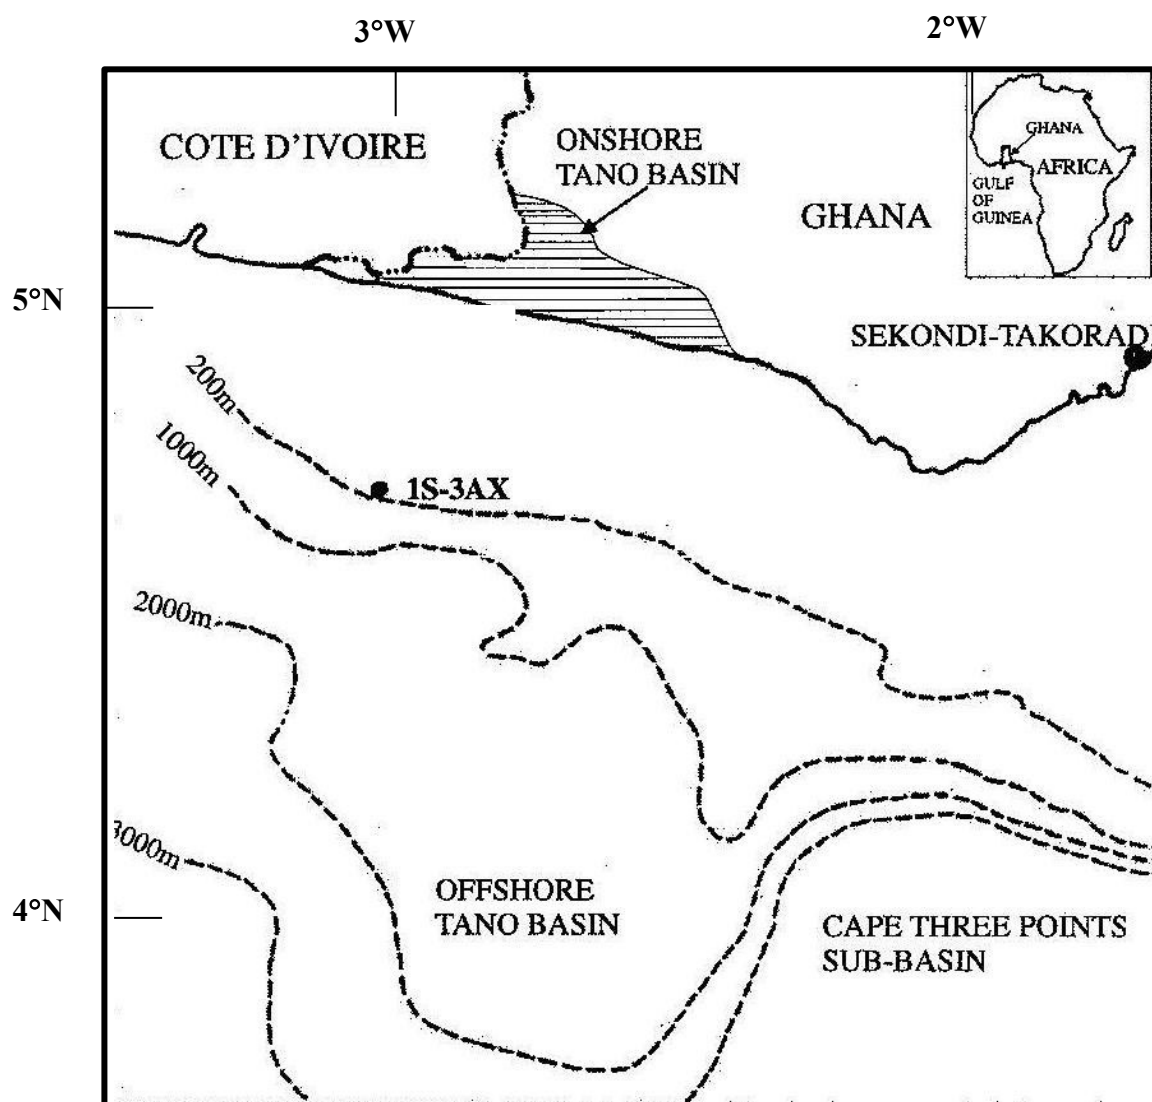 3°W
2°W
COTE D'IVOIRE
ONSHORE
TANO BASIN
GHANA
AFRICA
GULF
OF
GUINEA
GHANA
5°N
SEKONDI-TAKORADI
200m
1000m
1S-3AX
2000m
3000m
OFFSHORE
TANO BASIN
4°N
CAPE THREE POINTS
SUB-BASIN